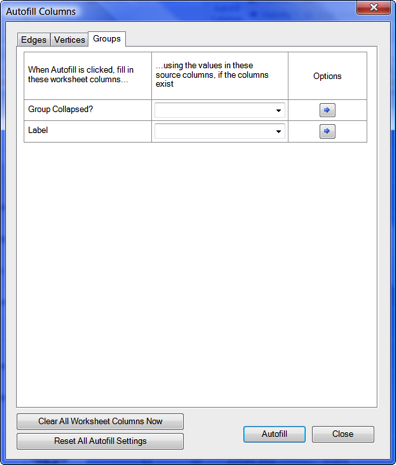 Autofill Columns
Edges Vertices Groups
When Autofill is clicked, fill in
these worksheet columns...
...using the values in these
source columns, if the columns
exist
Options
Group Collapsed?
Label
Clear All Worksheet Columns Now
Reset All Autofill Settings
Autofill
Close